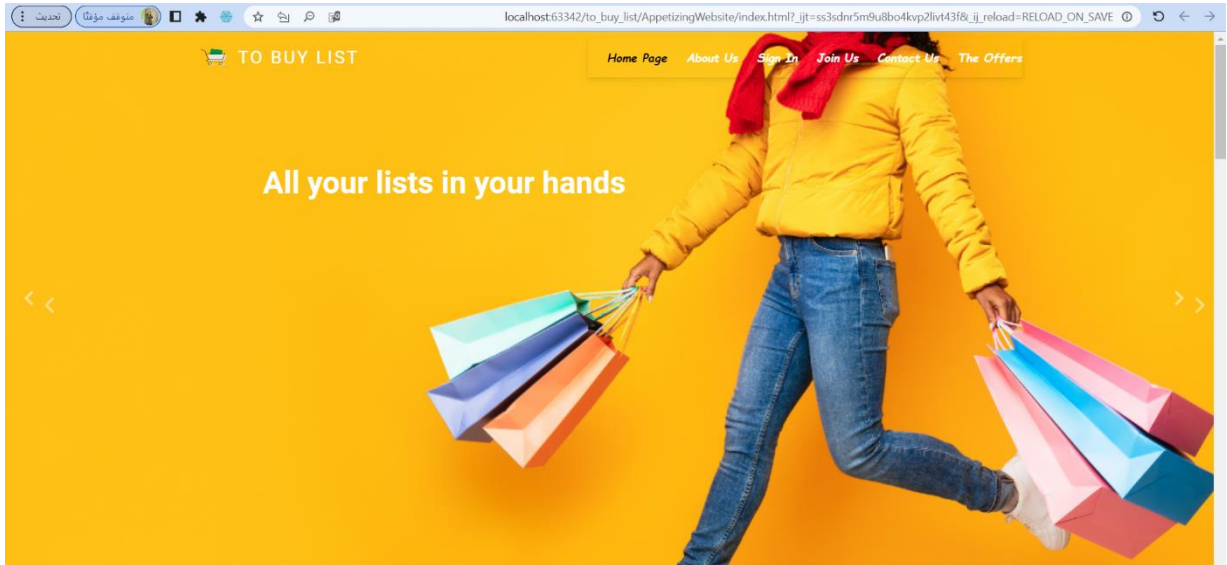 تحديث
متوقف مؤقتًا
localhost:63342/to_buy_list/AppetizingWebsite/index.html?_ijt=ss3sdnr5m9u8bo4kvp2livt43f&_ij_reload=RELOAD_ON_SAVE
TO BUY LIST
Home Page About Us Sign In Join Us Contact Us The Offers
All your lists in your hands